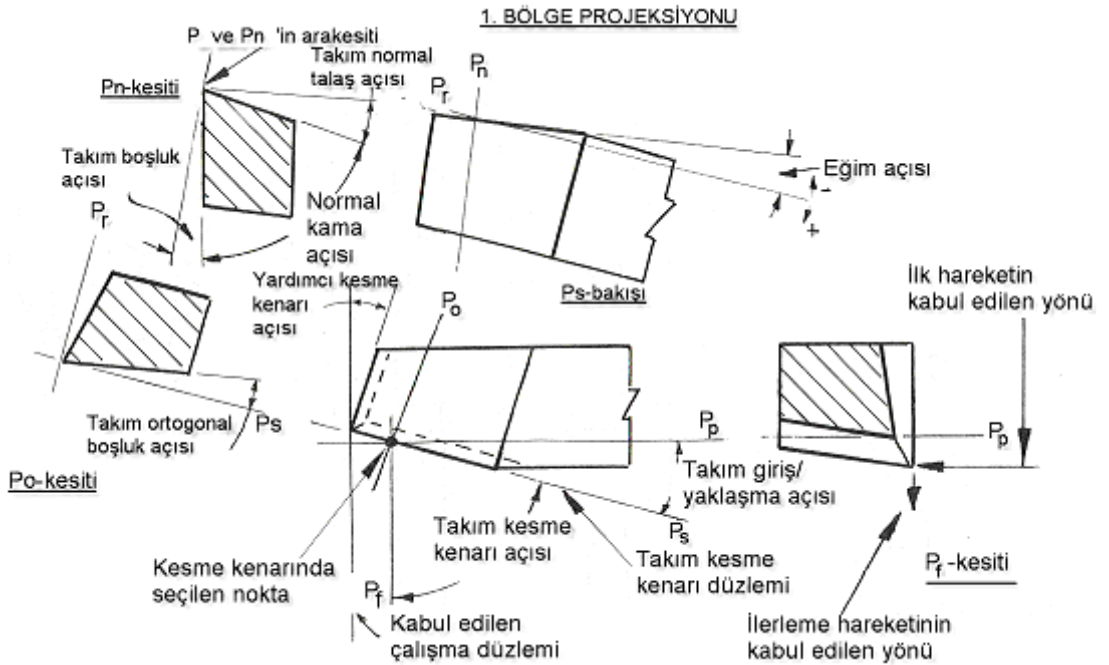 1. BÖLGE PROJEKSİYONU
P ve Pn 'in arakesiti
Pn-kesiti
Takım normal
talaş açısı
Pn
Pr
Takım boşluk
açısı
Pr
Eğim açısı
-
+
Normal
kama
açısı
Yardımcı kesme
kenarı
açısı
Ps-bakışı
Po
İlk hareketin
kabul edilen yönü
Takım ortogonal
boşluk açısı
Ps
Po-kesiti
Pp
Pp
Takım giriş/
yaklaşma açısı
Ps
Takım kesme
kenarı açısı
Takım kesme
kenarı düzlemi
Kesme kenarında
seçilen nokta
Pf
Kabul edilen
çalışma düzlemi
Pf -kesiti
İlerleme hareketinin
kabul edilen yönü